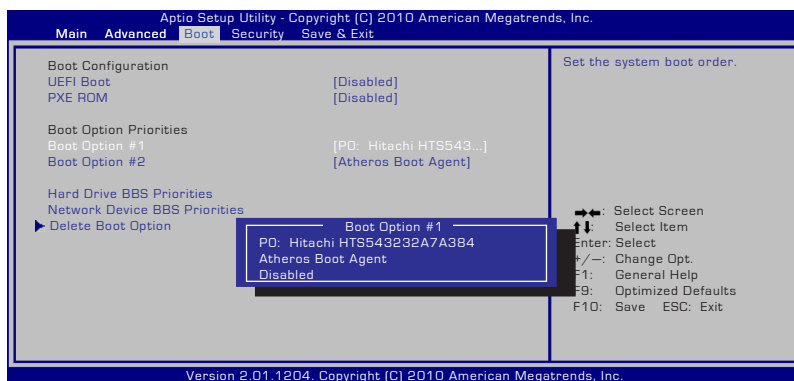 Aptio Setup Utility - Copyright (C) 2010 American Megatrends, Inc.
Main Advanced Boot Security Save & Exit
Boot Configuration
UEFI Boot [Disabled]
PXE ROM [Disabled]
Boot Option Priorities
Boot Option #1 [P0: Hitachi HTS543...]
Boot Option #2 [Atheros Boot Agent]
Hard Drive BBS Priorities
Network Device BBS Priorities
Delete Boot Option
Boot Option #1
P0: Hitachi HTS543232A7A384
Atheros Boot Agent
Disabled
Set the system boot order.
→←: Select Screen
↑↓: Select Item
Enter: Select
+/—: Change Opt.
F1: General Help
F9: Optimized Defaults
F10: Save ESC: Exit
Version 2.01.1204. Copyright (C) 2010 American Megatrends, Inc.